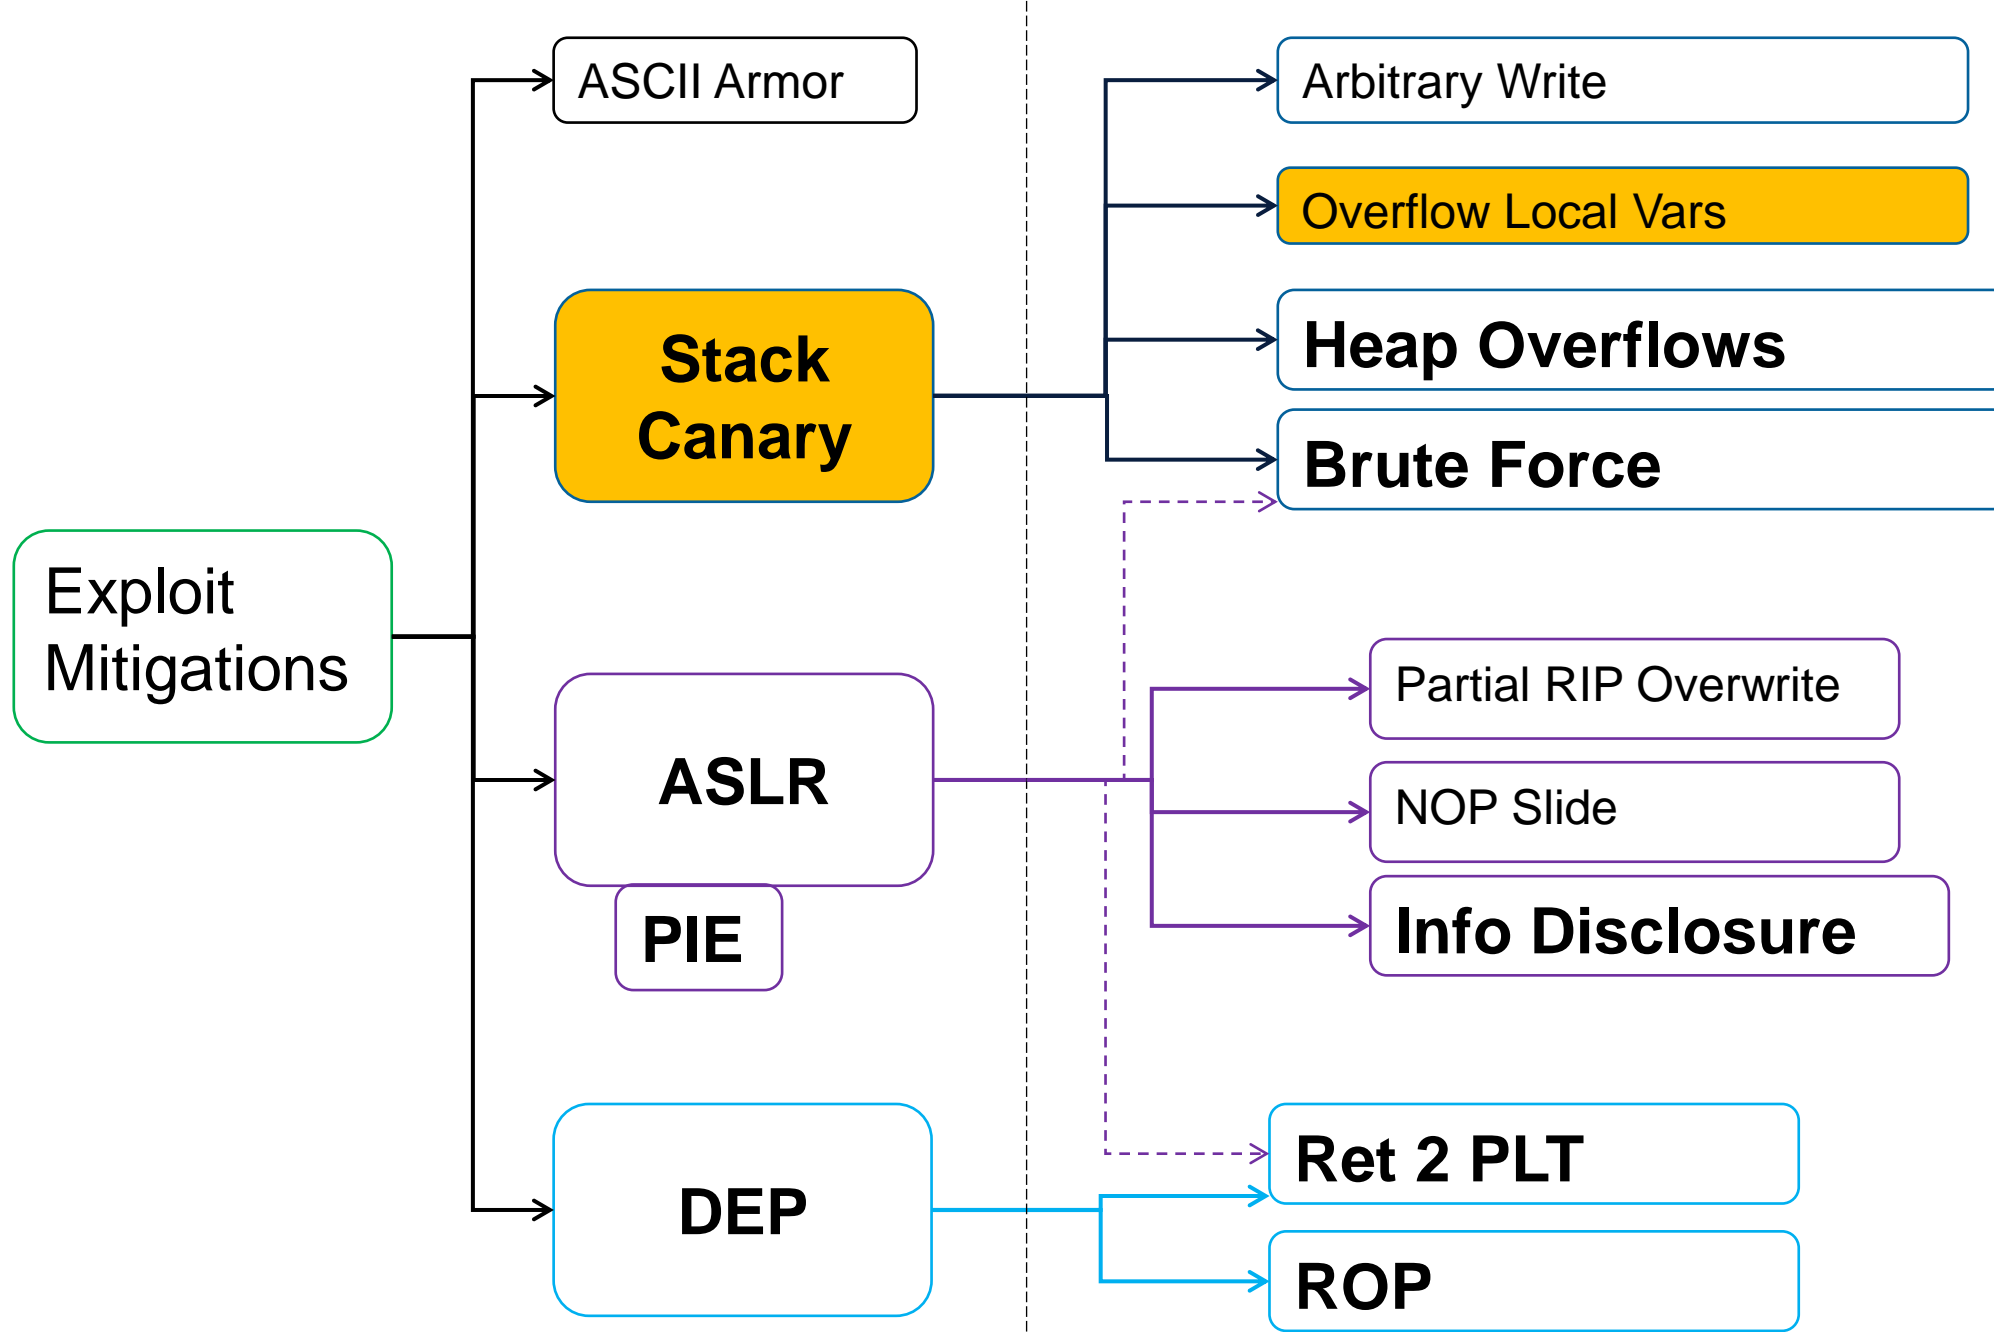 ASCII Armor
Arbitrary Write
Overflow Local Vars
Stack
Canary
Heap Overflows
Brute Force
Exploit
Mitigations
ASLR
PIE
Partial RIP Overwrite
NOP Slide
Info Disclosure
DEP
Ret 2 PLT
ROP